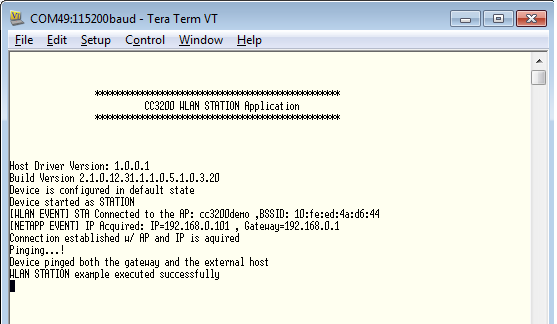 COM49:115200baud - Tera Term VT
File Edit Setup Control Window Help
**************************************************
CC3200 WLAN STATION Application
**************************************************
Host Driver Version: 1.0.0.1
Build Version 2.1.0.12.31.1.1.0.5.1.0.3.20
Device is configured in default state
Device started as STATION
[WLAN EVENT] STA Connected to the AP: cc3200demo ,BSSID: 10:fe:ed:4a:d6:44
[NETAPP EVENT] IP Acquired: IP=192.168.0.101 , Gateway=192.168.0.1
Connection established w/ AP and IP is aquired
Pinging...!
Device pinged both the gateway and the external host
WLAN STATION example executed successfully